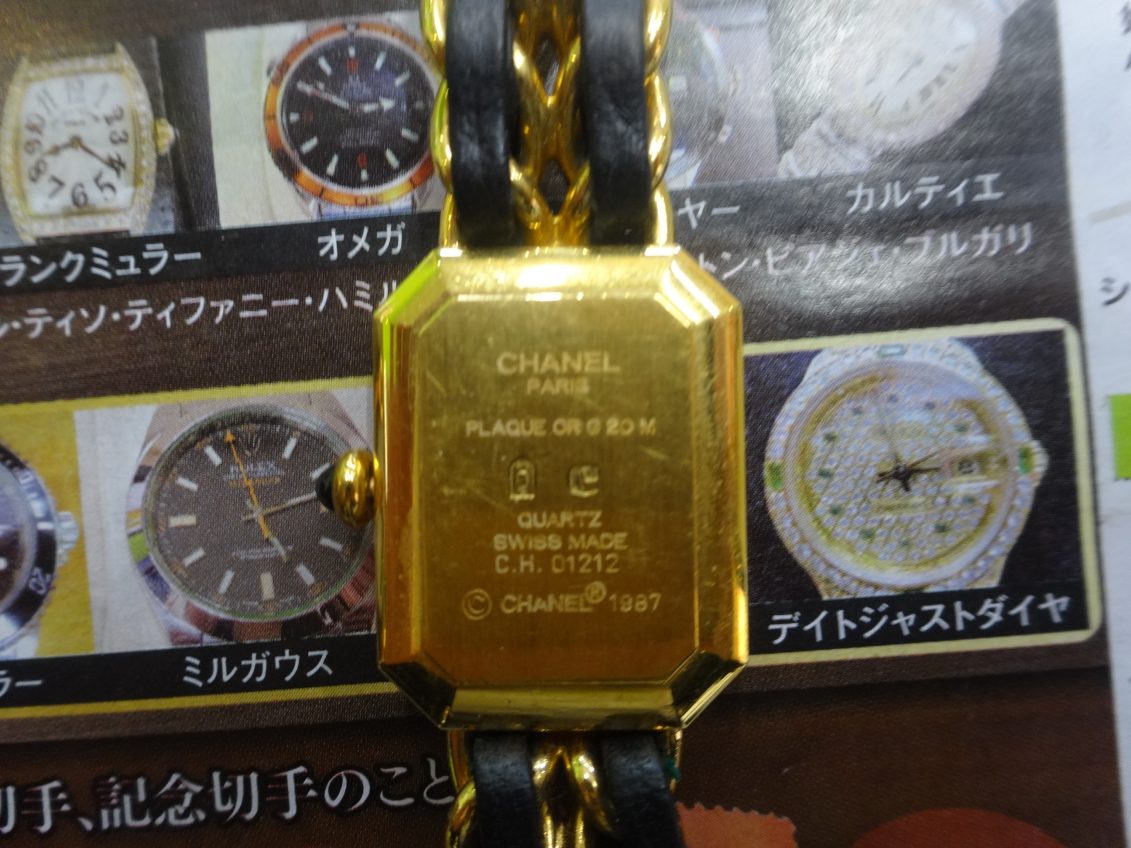 ランクミュラー
オメガ
ヤー
カルティエ
ティソ・ティファニー・ハミル
トン・ピアジェ・ブルガリ
CHANEL
PARIS
PLAQUE OR G 20 M
QUARTZ
SWISS MADE
C.H. 01212
© CHANEL® 1987
ROLEX
ラー
ミルガウス
デイトジャストダイヤ
切手、記念切手のこと